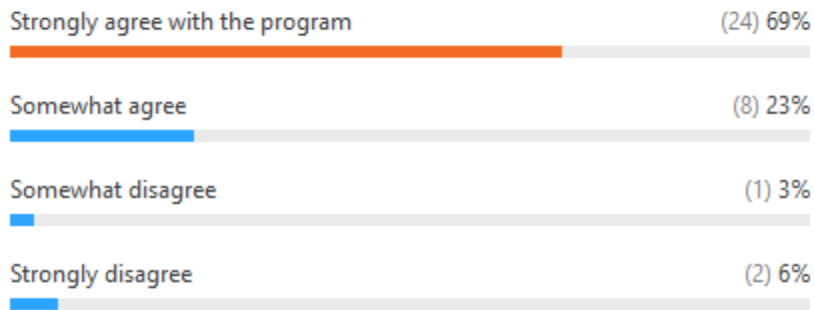 Strongly agree with the program (24) 69%
Somewhat agree (8) 23%
Somewhat disagree (1) 3%
Strongly disagree (2) 6%